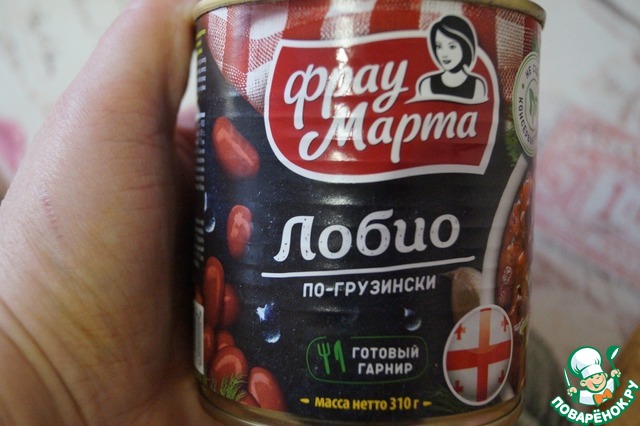 фрау
Марта
Лобио
ПО-ГРУЗИНСКИ
ГОТОВЫЙ
ГАРНИР
масса нетто 310 г
ПОВАРЁНОК.РУ